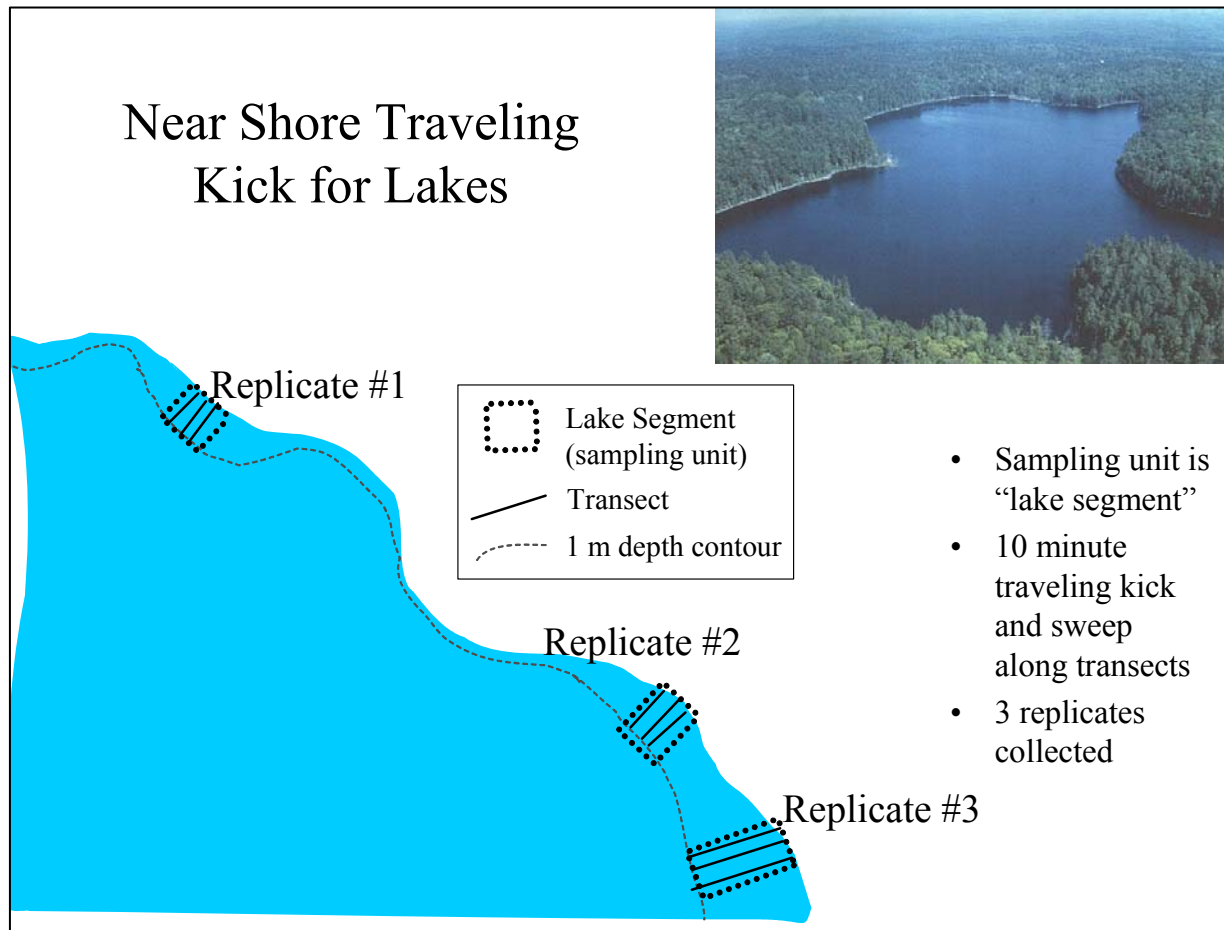 Near Shore Traveling
Kick for Lakes
Replicate #1
Lake Segment
(sampling unit)
Transect
1 m depth contour
Replicate #2
Replicate #3
• Sampling unit is
“lake segment”
• 10 minute
traveling kick
and sweep
along transects
• 3 replicates
collected